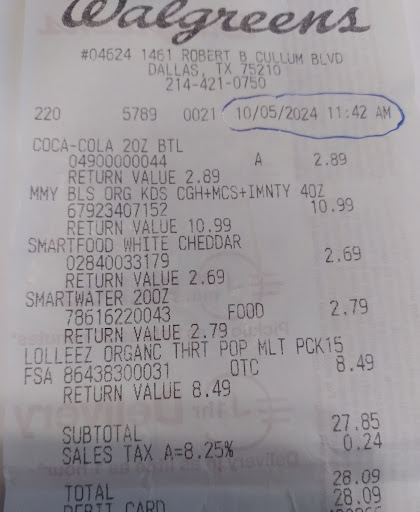 Walgreens
#04624 1461 ROBERT B CULLUM BLVD
DALLAS, TX 75210
214-421-0750
220 5789 0021 10/05/2024 11:42 AM
COCA-COLA 20Z BTL
04900000044 A 2.89
RETURN VALUE 2.89
MMY BLS ORG KDS CGH+MCS+IMNTY 4OZ
67923407152 10.99
RETURN VALUE 10.99
SMARTFOOD WHITE CHEDDAR
02840033179 2.69
RETURN VALUE 2.69
SMARTWATER 20OZ
78616220043 FOOD 2.79
RETURN VALUE 2.79
LOLLEEZ ORGANC THRT POP MLT PCK15
FSA 86438300031 OTC 8.49
RETURN VALUE 8.49
SUBTOTAL 27.85
SALES TAX A=8.25% 0.24
TOTAL 28.09
DEBIT CARD 28.09